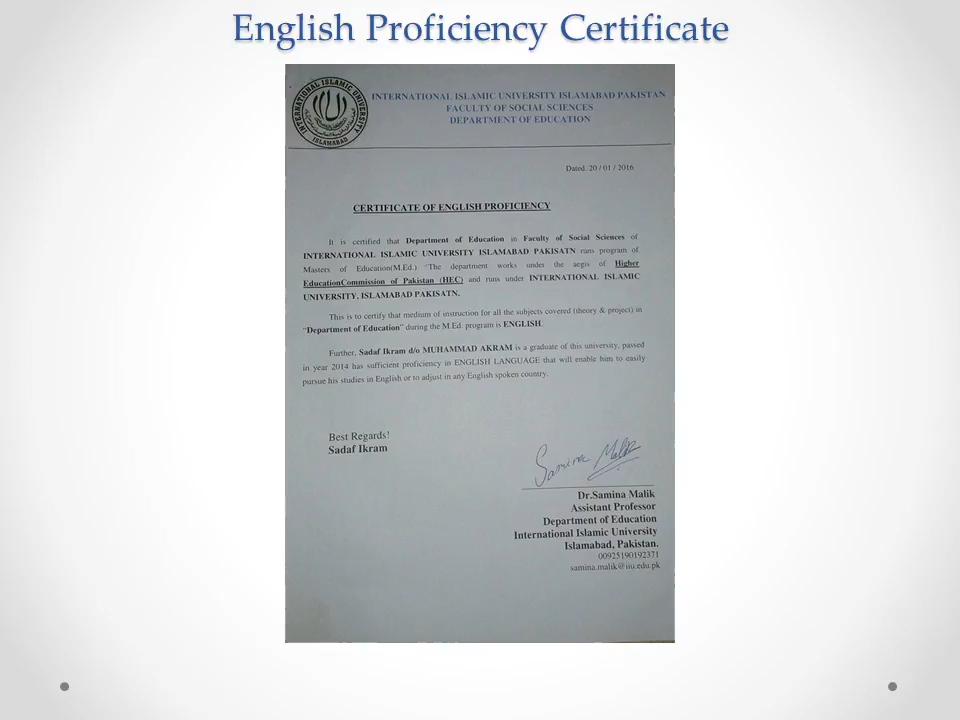 English Proficiency Certificate
INTERNATIONAL ISLAMIC UNIVERSITY
ISLAMABAD
INTERNATIONAL ISLAMIC UNIVERSITY ISLAMABAD PAKISTAN
FACULTY OF SOCIAL SCIENCES
DEPARTMENT OF EDUCATION
Dated. 20 / 01 / 2016
CERTIFICATE OF ENGLISH PROFICIENCY
It is certified that Department of Education in Faculty of Social Sciences of
INTERNATIONAL ISLAMIC UNIVERSITY ISLAMABAD PAKISATN runs program of
Masters of Education(M.Ed.) "The department works under the aegis of Higher
EducationCommission of Pakistan (HEC) and runs under INTERNATIONAL ISLAMIC
UNIVERSITY, ISLAMABAD PAKISATN.
This is to certify that medium of instruction for all the subjects covered (theory & project) in
"Department of Education" during the M.Ed. program is ENGLISH.
Further, Sadaf Ikram d/o MUHAMMAD AKRAM is a graduate of this university, passed
in year 2014 has sufficient proficiency in ENGLISH LANGUAGE that will enable him to easily
pursue his studies in English or to adjust in any English spoken country.
Best Regards!
Sadaf Ikram
Samina Malik
Dr.Samina Malik
Assistant Professor
Department of Education
International Islamic University
Islamabad, Pakistan.
00925190192371
samina.malik@iiu.edu.pk